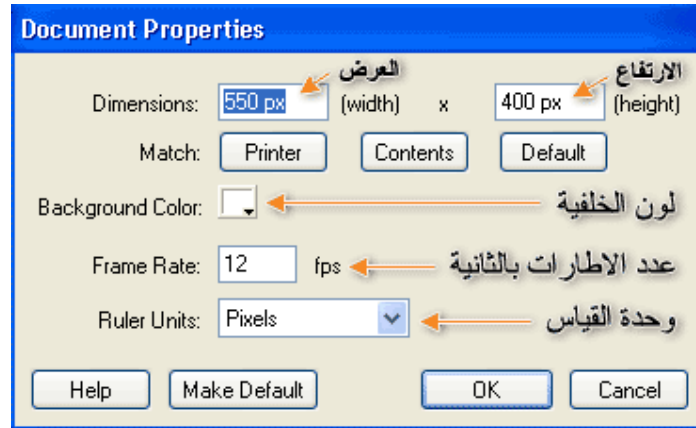 Document Properties
العرض الارتفاع
Dimensions: 550 px (width) x 400 px (height)
Match: Printer Contents Default
Background Color: لون الخلفية
Frame Rate: 12 fps عدد الاطارات بالثانية
Ruler Units: Pixels وحدة القياس
Help Make Default OK Cancel